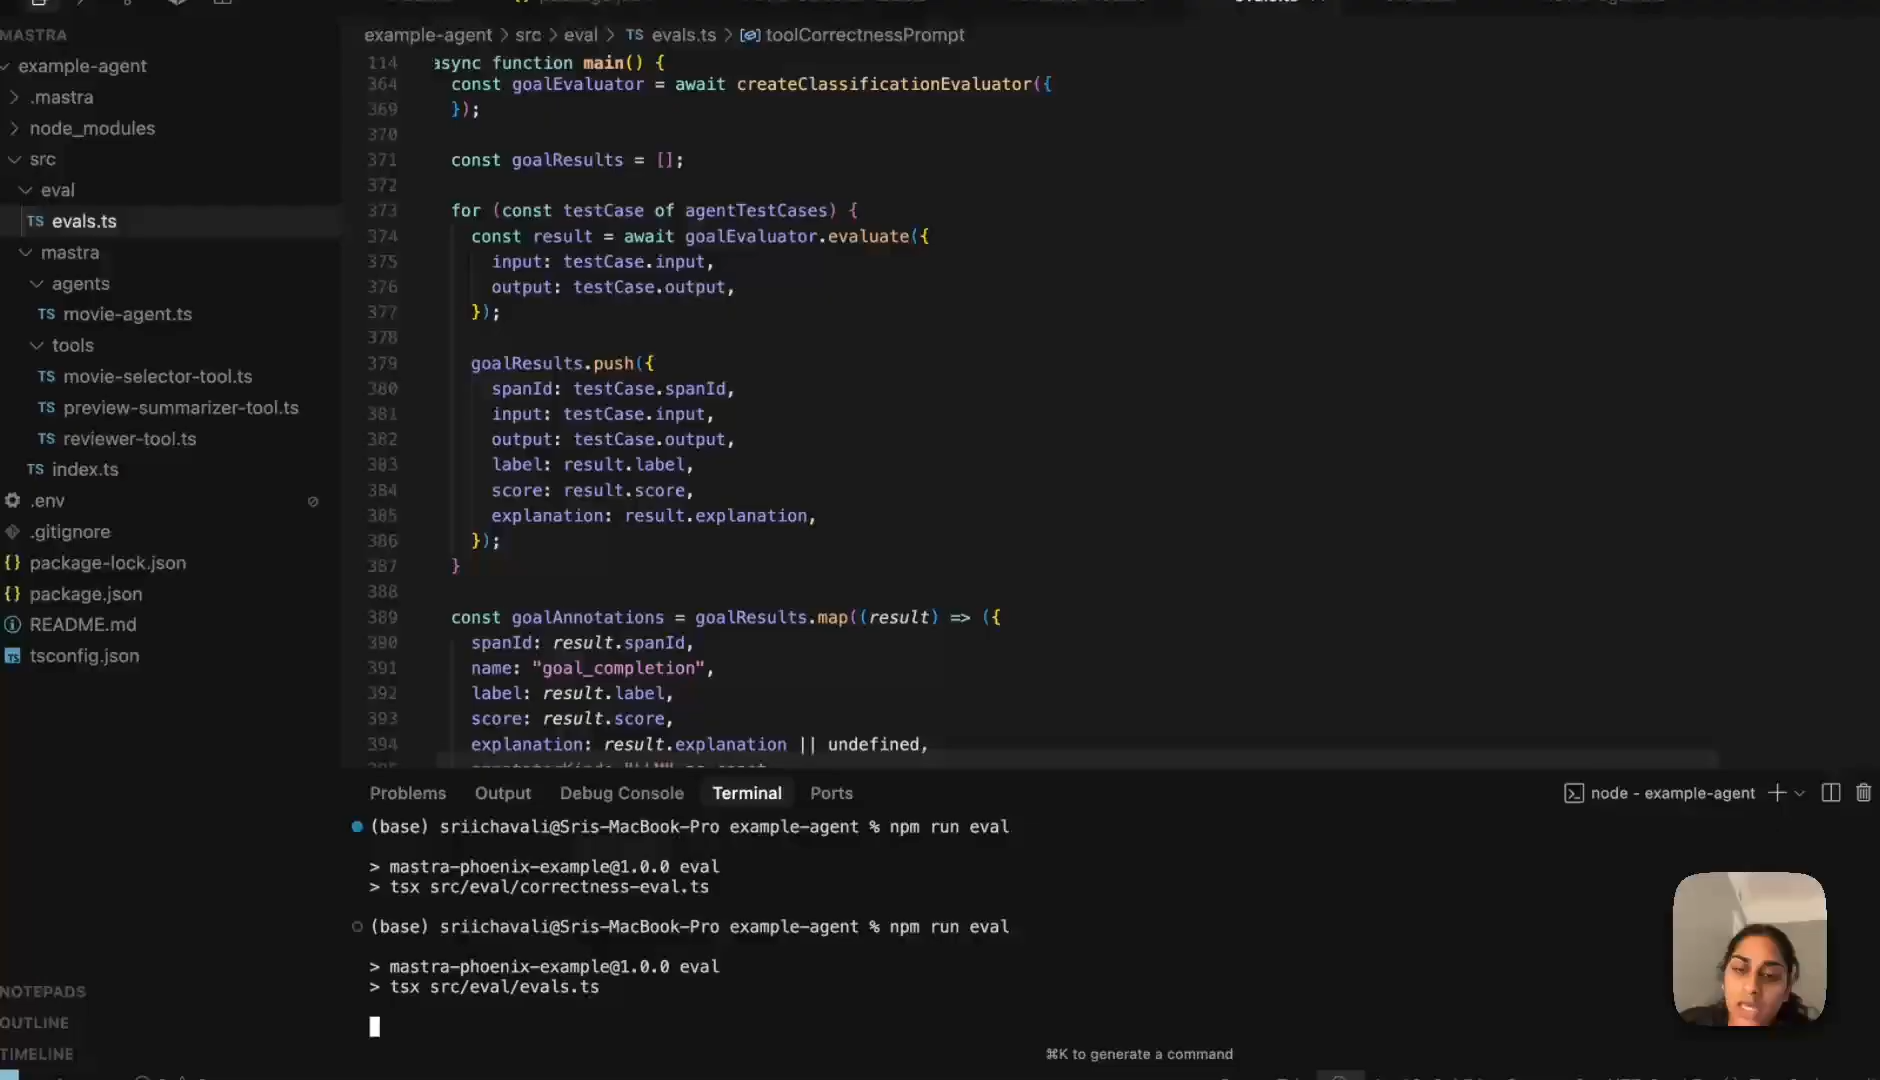 MASTRA
example-agent
.mastra
node_modules
src
eval
TS evals.ts
mastra
agents
TS movie-agent.ts
tools
TS movie-selector-tool.ts
TS preview-summarizer-tool.ts
TS reviewer-tool.ts
TS index.ts
.env
.gitignore
{} package-lock.json
{} package.json
README.md
TS tsconfig.json
NOTEPADS
OUTLINE
TIMELINE
example-agent > src > eval > TS evals.ts > toolCorrectnessPrompt
114 async function main() {
364 const goalEvaluator = await createClassificationEvaluator({
369 });
370
371 const goalResults = [];
372
373 for (const testCase of agentTestCases) {
374 const result = await goalEvaluator.evaluate({
375 input: testCase.input,
376 output: testCase.output,
377 });
378
379 goalResults.push({
380 spanId: testCase.spanId,
381 input: testCase.input,
382 output: testCase.output,
383 label: result.label,
384 score: result.score,
385 explanation: result.explanation,
386 });
387 }
388
389 const goalAnnotations = goalResults.map((result) => ({
390 spanId: result.spanId,
391 name: "goal_completion",
392 label: result.label,
393 score: result.score,
394 explanation: result.explanation || undefined,
Problems Output Debug Console Terminal Ports
node - example-agent
(base) sriichavali@Sris-MacBook-Pro example-agent % npm run eval
> mastra-phoenix-example@1.0.0 eval
> tsx src/eval/correctness-eval.ts
(base) sriichavali@Sris-MacBook-Pro example-agent % npm run eval
> mastra-phoenix-example@1.0.0 eval
> tsx src/eval/evals.ts
⌘K to generate a command